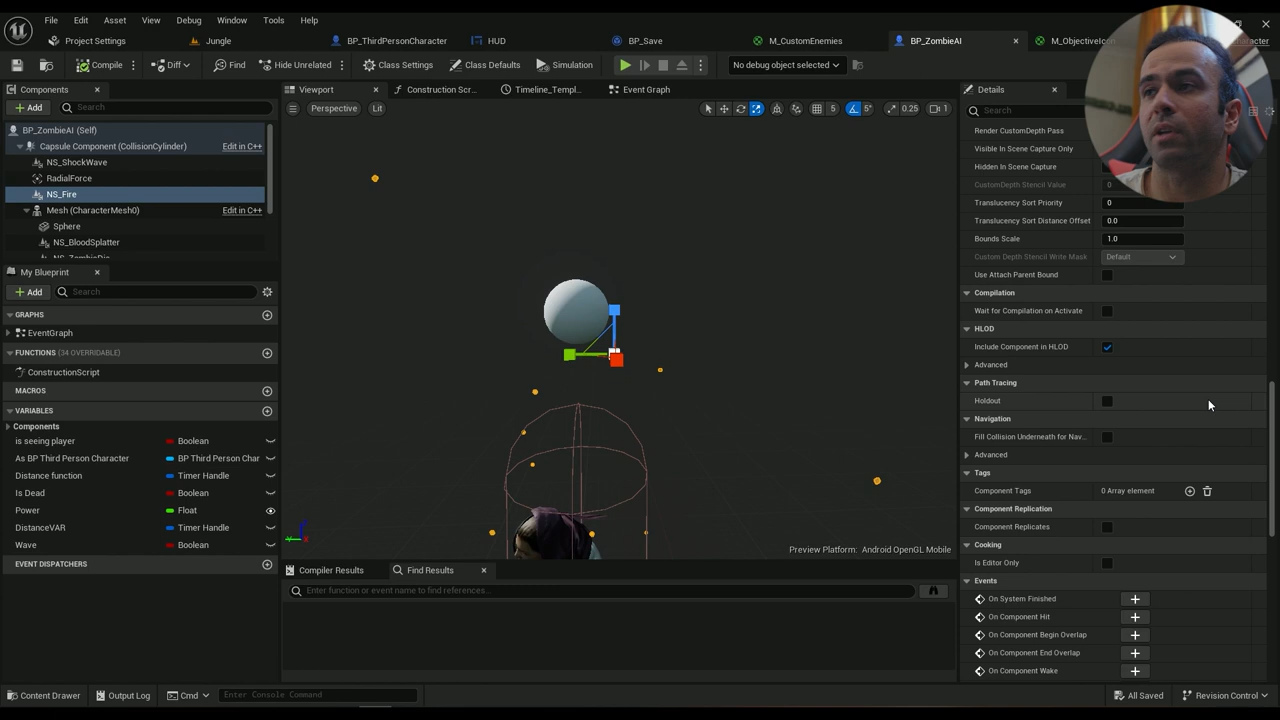 File Edit Asset View Debug Window Tools Help
Project Settings Jungle BP_ThirdPersonCharacter HUD BP_Save M_CustomEnemies BP_ZombieAI M_ObjectiveIcon
Compile Diff Find Hide Unrelated Class Settings Class Defaults Simulation No debug object selected
Components
Add Search
BP_ZombieAI (Self)
Capsule Component (CollisionCylinder) Edit in C++
NS_ShockWave
RadialForce
NS_Fire
Mesh (CharacterMesh0) Edit in C++
Sphere
NS_BloodSplatter
My Blueprint
Add Search
GRAPHS
EventGraph
FUNCTIONS (34 OVERRIDABLE)
ConstructionScript
MACROS
VARIABLES
Components
is seeing player Boolean
As BP Third Person Character BP Third Person Char
Distance function Timer Handle
Is Dead Boolean
Power Float
DistanceVAR Timer Handle
Wave Boolean
EVENT DISPATCHERS
Viewport Construction Scr... Timeline_Templ... Event Graph
Perspective Lit 5 5° 0.25 1
Preview Platform: Android OpenGL Mobile
Compiler Results Find Results
Enter function or event name to find references...
Details
Search
Render CustomDepth Pass
Visible In Scene Capture Only
Hidden In Scene Capture
CustomDepth Stencil Value 0
Translucency Sort Priority 0
Translucency Sort Distance Offset 0.0
Bounds Scale 1.0
Custom Depth Stencil Write Mask Default
Use Attach Parent Bound
Compilation
Wait for Compilation on Activate
HLOD
Include Component in HLOD
Advanced
Path Tracing
Holdout
Navigation
Fill Collision Underneath for Nav...
Advanced
Tags
Component Tags 0 Array element
Component Replication
Component Replicates
Cooking
Is Editor Only
Events
On System Finished
On Component Hit
On Component Begin Overlap
On Component End Overlap
On Component Wake
Content Drawer Output Log Cmd Enter Console Command All Saved Revision Control